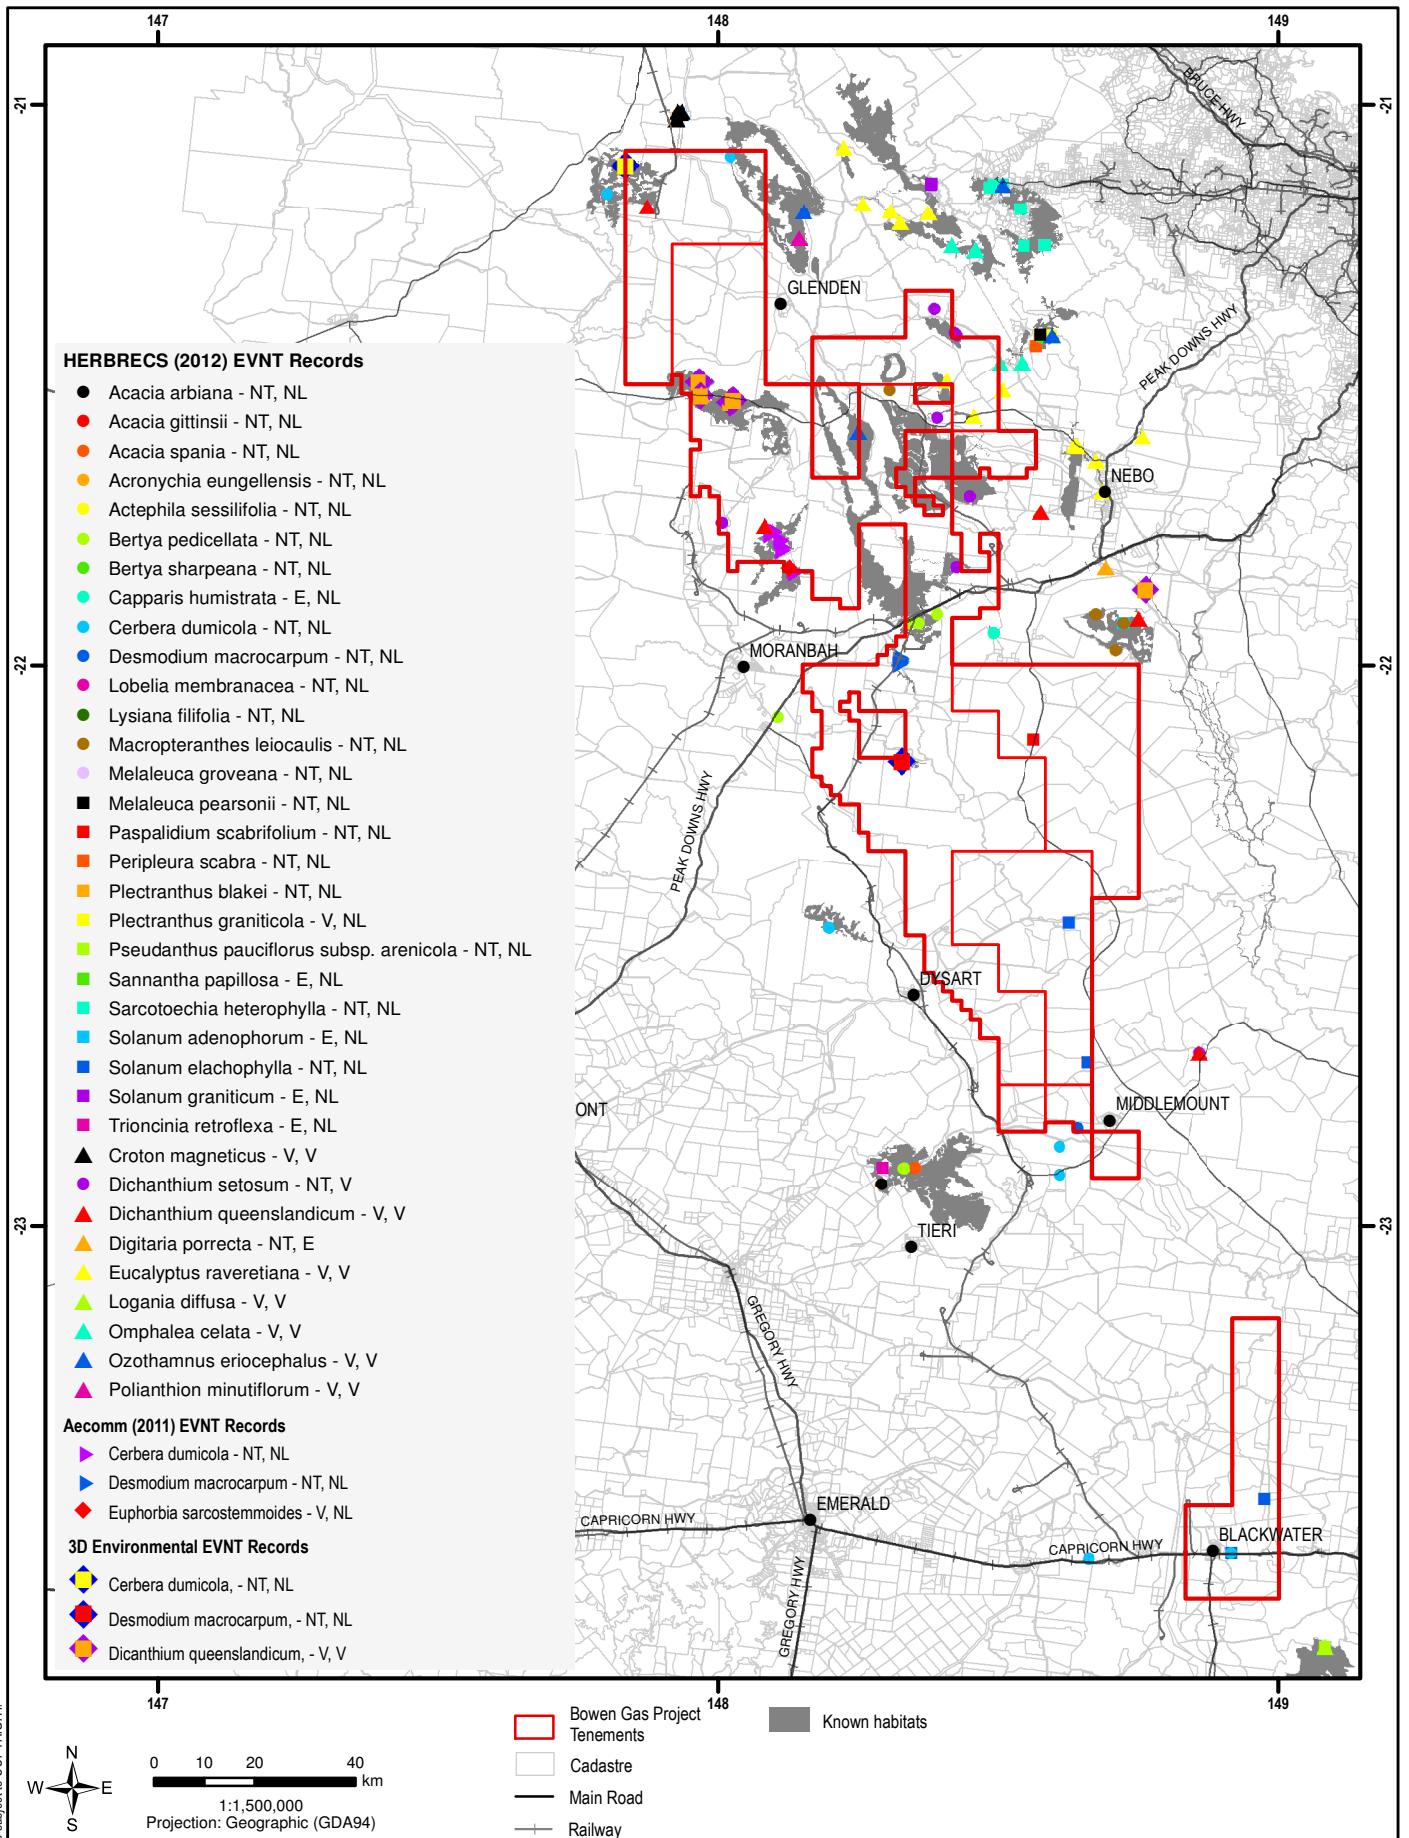 147
148
149
-21
-21
BRUCE HWY
GLENDEN
PEAK DOWNS HWY
NEBO
HERBRECS (2012) EVNT Records
Acacia arbiana - NT, NL
Acacia gittinsii - NT, NL
Acacia spania - NT, NL
Acronychia eungellensis - NT, NL
Actephila sessilifolia - NT, NL
Bertya pedicellata - NT, NL
Bertya sharpeana - NT, NL
Capparis humistrata - E, NL
Cerbera dumicola - NT, NL
Desmodium macrocarpum - NT, NL
Lobelia membranacea - NT, NL
Lysiana filifolia - NT, NL
Macropteranthes leiocaulis - NT, NL
Melaleuca groveana - NT, NL
Melaleuca pearsonii - NT, NL
Paspalidium scabrifolium - NT, NL
Peripleura scabra - NT, NL
Plectranthus blakei - NT, NL
Plectranthus graniticola - V, NL
Pseudanthus pauciflorus subsp. arenicola - NT, NL
Sannantha papillosa - E, NL
Sarcotoechia heterophylla - NT, NL
Solanum adenophorum - E, NL
Solanum elachophylla - NT, NL
Solanum graniticum - E, NL
Trioncinia retroflexa - E, NL
Croton magneticus - V, V
Dichanthium setosum - NT, V
Dichanthium queenslandicum - V, V
Digitaria porrecta - NT, E
Eucalyptus raveretiana - V, V
Logania diffusa - V, V
Omphalea celata - V, V
Ozothamnus eriocephalus - V, V
Polianthion minutiflorum - V, V
Aecomm (2011) EVNT Records
Cerbera dumicola - NT, NL
Desmodium macrocarpum - NT, NL
Euphorbia sarcostemmoides - V, NL
3D Environmental EVNT Records
Cerbera dumicola, - NT, NL
Desmodium macrocarpum, - NT, NL
Dicanthium queenslandicum, - V, V
MORANBAH
-22
PEAK DOWNS HWY
DYSART
ONT
MIDDLEMOUNT
-23
-23
TIERI
GREGORY HWY
EMERALD
CAPRICORN HWY
CAPRICORN HWY
BLACKWATER
GREGORY HWY
147
148
149
N
W
E
S
0
10
20
40
km
1:1,500,000
Projection: Geographic (GDA94)
Bowen Gas Project
Tenements
Cadastre
Main Road
Railway
Known habitats